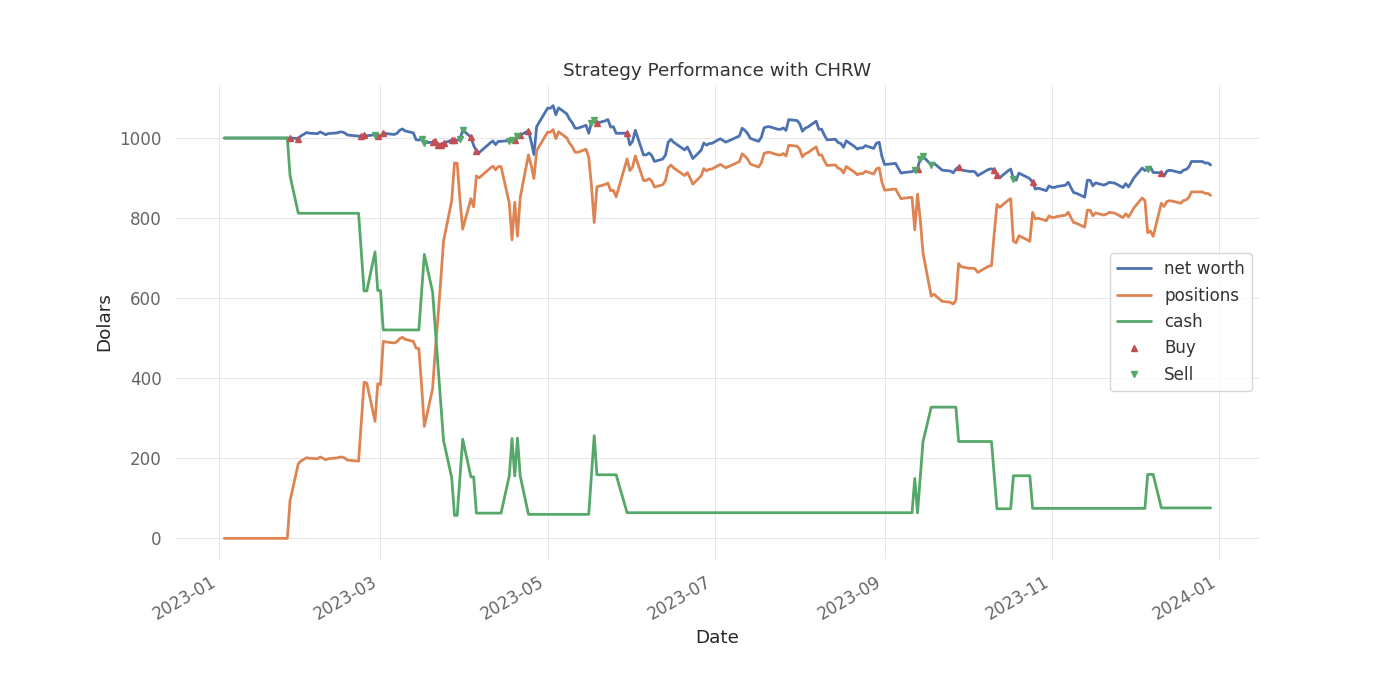 Strategy Performance with CHRW
Dolars
1000
800
600
400
200
0
net worth
positions
cash
Buy
Sell
2023-01
2023-03
2023-05
2023-07
2023-09
2023-11
2024-01
Date